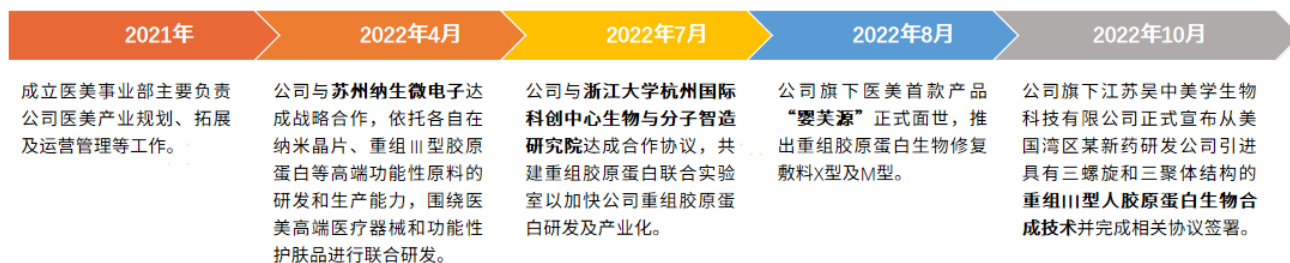 2021年
2022年4月
2022年7月
2022年8月
2022年10月
成立医美事业部主要负责
公司医美产业规划、拓展
及运营管理等工作。
公司与苏州纳生微电子达
成战略合作，依托各自在
纳米晶片、重组Ⅲ型胶原
蛋白等高端功能性原料的
研发和生产能力，围绕医
美高端医疗器械和功能性
护肤品进行联合研发。
公司与浙江大学杭州国际
科创中心生物与分子智造
研究院达成合作协议，共
建重组胶原蛋白联合实验
室以加快公司重组胶原蛋
白研发及产业化。
公司旗下医美首款产品
“婴芙源”正式面世，推
出重组胶原蛋白生物修复
敷料X型及M型。
公司旗下江苏吴中美学生物
科技有限公司正式宣布从美
国湾区某新药研发公司引进
具有三螺旋和三聚体结构的
重组III型人胶原蛋白生物合
成技术并完成相关协议签署。